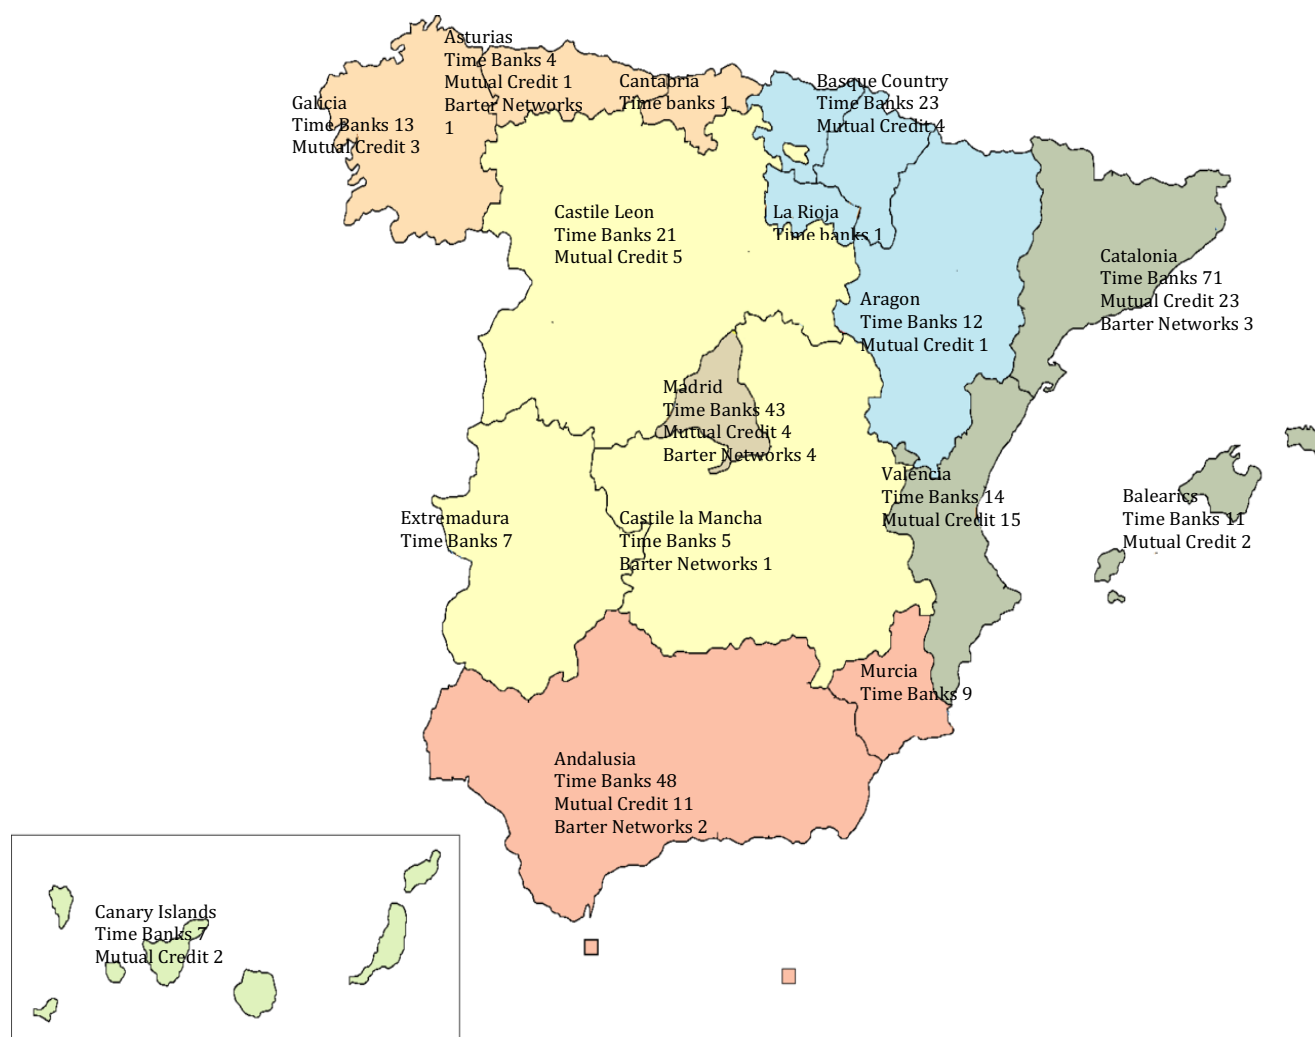 Asturias
Time Banks 4
Mutual Credit 1
Barter Networks
1
Cantabria
Time banks 1
Basque Country
Time Banks 23
Mutual Credit 4
Galicia
Time Banks 13
Mutual Credit 3
Castile Leon
Time Banks 21
Mutual Credit 5
La Rioja
Time banks 1
Catalonia
Time Banks 71
Mutual Credit 23
Barter Networks 3
Aragon
Time Banks 12
Mutual Credit 1
Madrid
Time Banks 43
Mutual Credit 4
Barter Networks 4
Valencia
Time Banks 14
Mutual Credit 15
Balearics
Time Banks 11
Mutual Credit 2
Extremadura
Time Banks 7
Castile la Mancha
Time Banks 5
Barter Networks 1
Murcia
Time Banks 9
Andalusia
Time Banks 48
Mutual Credit 11
Barter Networks 2
Canary Islands
Time Banks 7
Mutual Credit 2